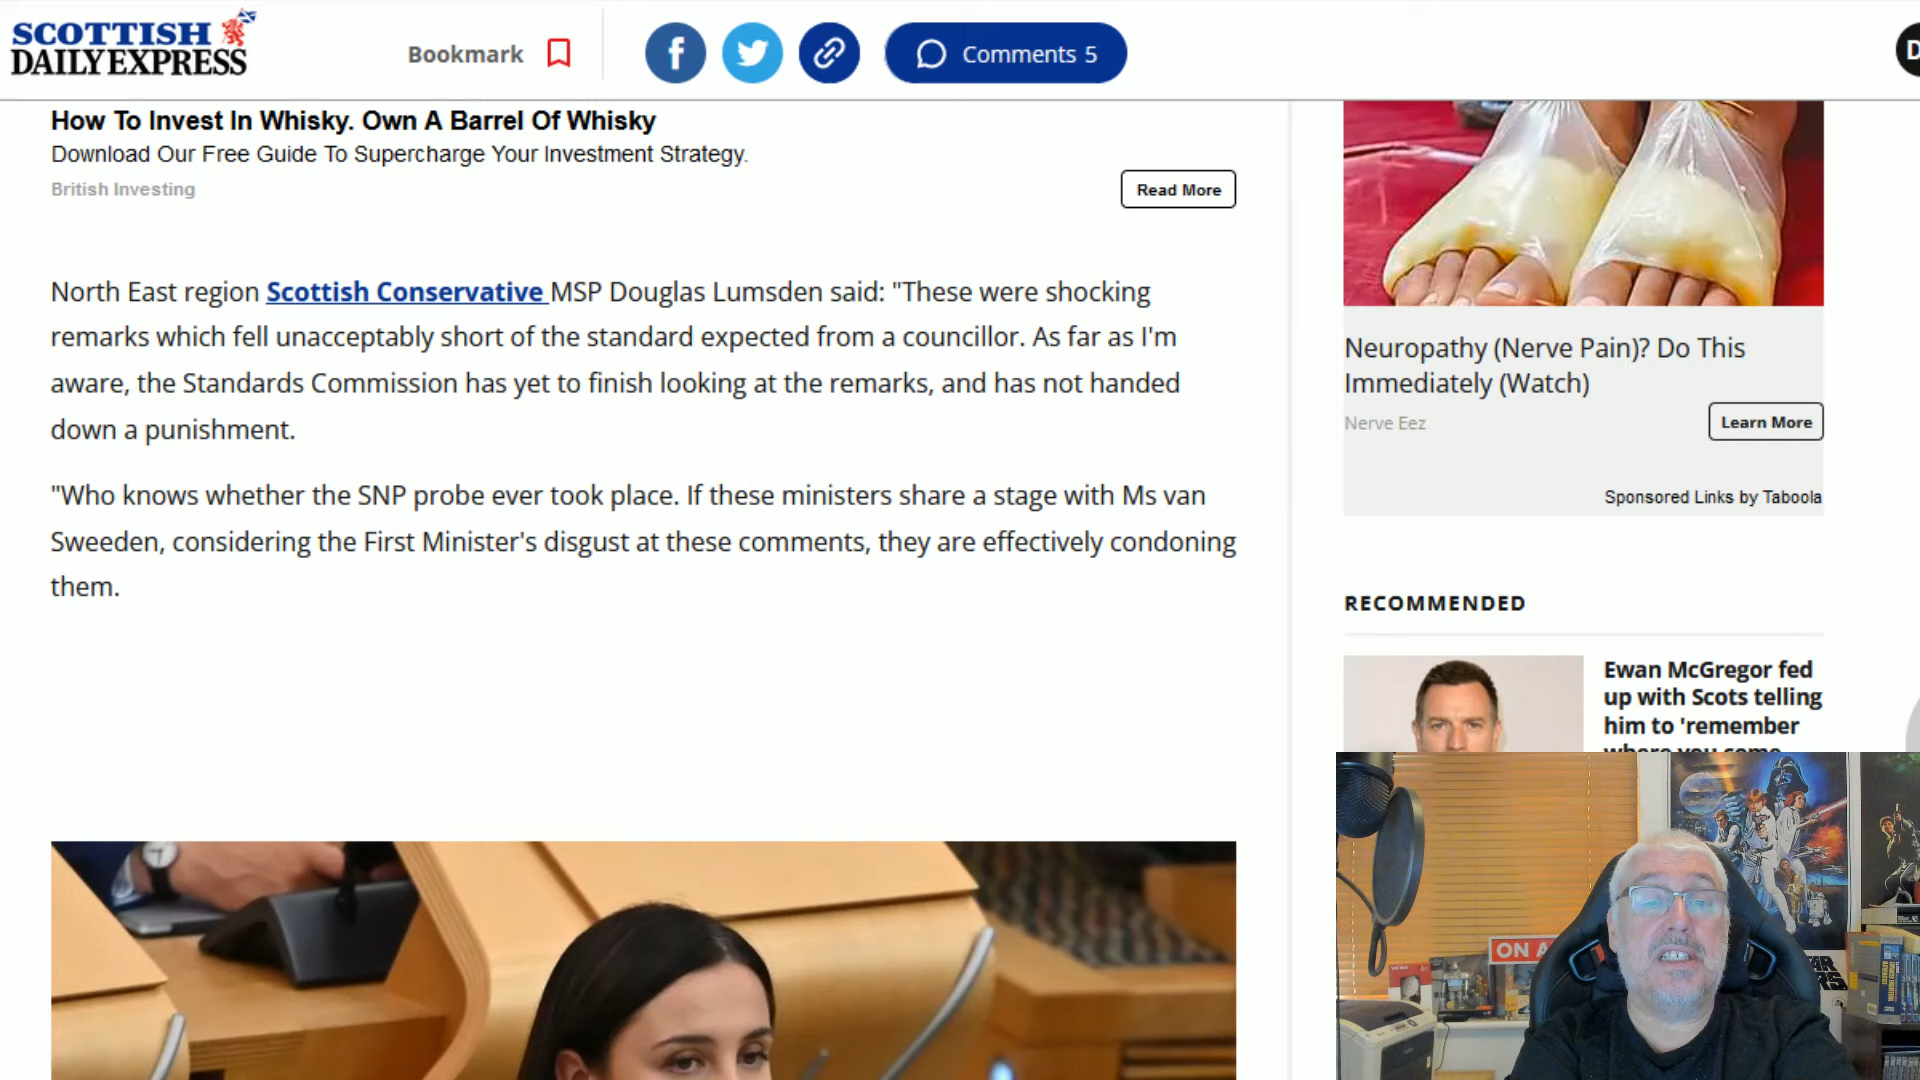 SCOTTISH
DAILY EXPRESS
Bookmark
Comments 5
D
How To Invest In Whisky. Own A Barrel Of Whisky
Download Our Free Guide To Supercharge Your Investment Strategy.
British Investing
Read More
North East region Scottish Conservative MSP Douglas Lumsden said: "These were shocking
remarks which fell unacceptably short of the standard expected from a councillor. As far as I'm
aware, the Standards Commission has yet to finish looking at the remarks, and has not handed
down a punishment.
"Who knows whether the SNP probe ever took place. If these ministers share a stage with Ms van
Sweeden, considering the First Minister's disgust at these comments, they are effectively condoning
them.
Neuropathy (Nerve Pain)? Do This
Immediately (Watch)
Nerve Eez
Learn More
Sponsored Links by Taboola
RECOMMENDED
Ewan McGregor fed
up with Scots telling
him to 'remember
where you come
ON A